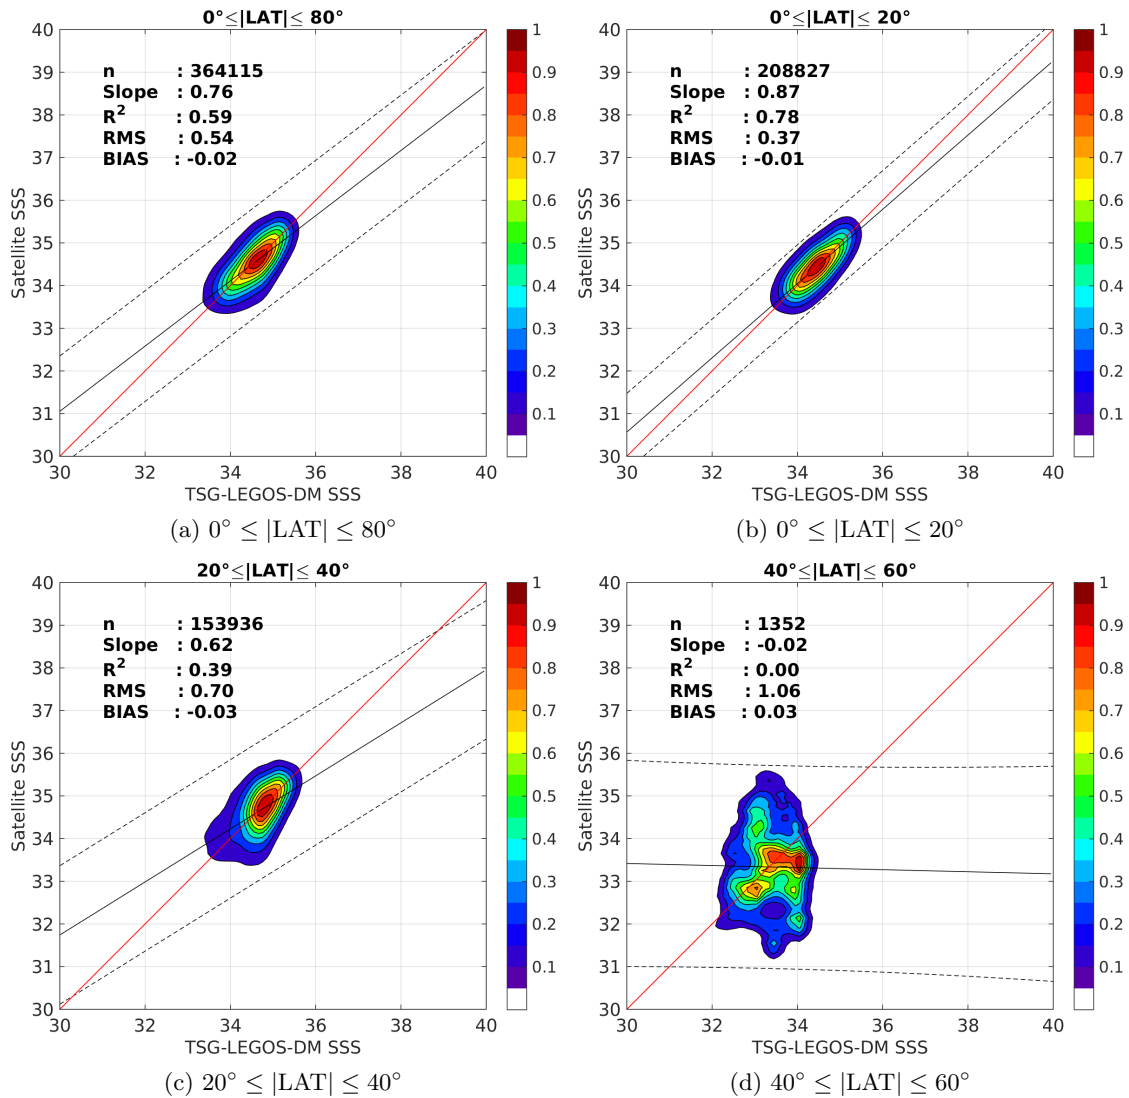 0°≤|LAT|≤ 80°
n : 364115
Slope : 0.76
R² : 0.59
RMS : 0.54
BIAS : -0.02
40
39
38
37
36
35
34
33
32
31
30
30 32 34 36 38 40
Satellite SSS
TSG-LEGOS-DM SSS
1
0.9
0.8
0.7
0.6
0.5
0.4
0.3
0.2
0.1
(a) 0° ≤ |LAT| ≤ 80°
0°≤|LAT|≤ 20°
n : 208827
Slope : 0.87
R² : 0.78
RMS : 0.37
BIAS : -0.01
40
39
38
37
36
35
34
33
32
31
30
30 32 34 36 38 40
Satellite SSS
TSG-LEGOS-DM SSS
1
0.9
0.8
0.7
0.6
0.5
0.4
0.3
0.2
0.1
(b) 0° ≤ |LAT| ≤ 20°
20°≤|LAT|≤ 40°
n : 153936
Slope : 0.62
R² : 0.39
RMS : 0.70
BIAS : -0.03
40
39
38
37
36
35
34
33
32
31
30
30 32 34 36 38 40
Satellite SSS
TSG-LEGOS-DM SSS
1
0.9
0.8
0.7
0.6
0.5
0.4
0.3
0.2
0.1
(c) 20° ≤ |LAT| ≤ 40°
40°≤|LAT|≤ 60°
n : 1352
Slope : -0.02
R² : 0.00
RMS : 1.06
BIAS : 0.03
40
39
38
37
36
35
34
33
32
31
30
30 32 34 36 38 40
Satellite SSS
TSG-LEGOS-DM SSS
1
0.9
0.8
0.7
0.6
0.5
0.4
0.3
0.2
0.1
(d) 40° ≤ |LAT| ≤ 60°